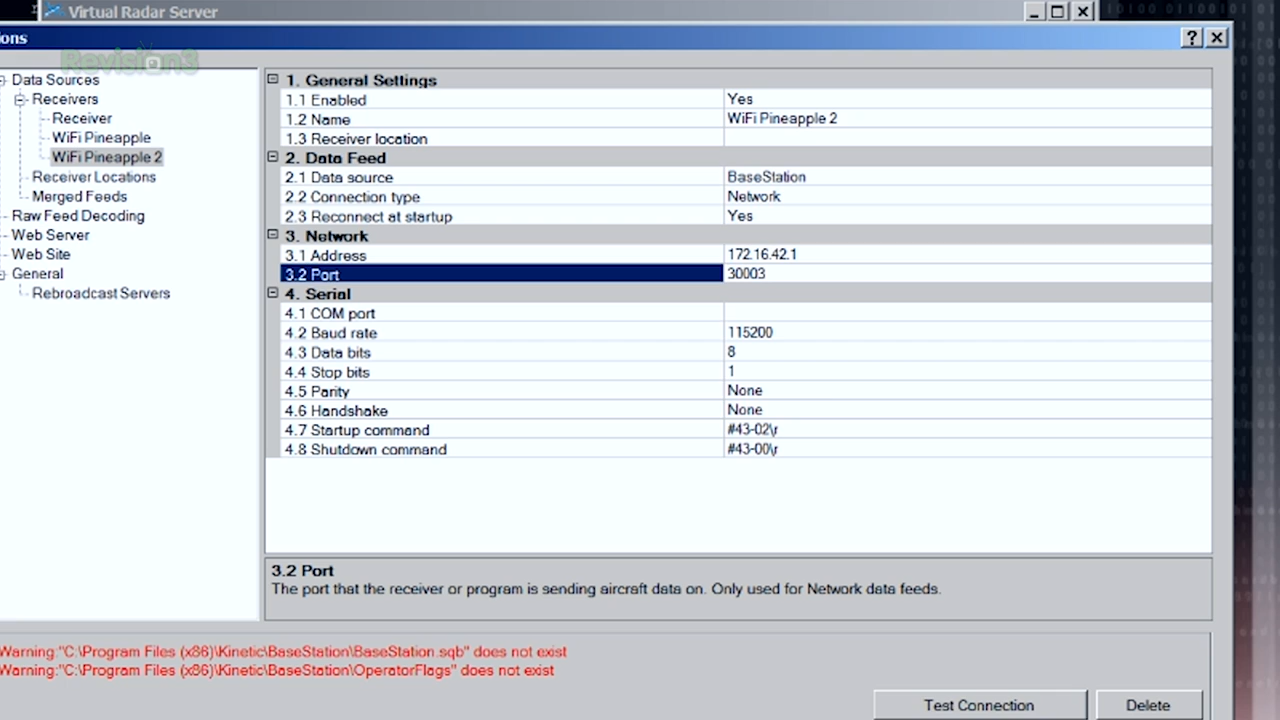 Virtual Radar Server
ons
Revision3
Data Sources
Receivers
Receiver
WiFi Pineapple
WiFi Pineapple 2
Receiver Locations
Merged Feeds
Raw Feed Decoding
Web Server
Web Site
General
Rebroadcast Servers
1. General Settings
1.1 Enabled Yes
1.2 Name WiFi Pineapple 2
1.3 Receiver location
2. Data Feed
2.1 Data source BaseStation
2.2 Connection type Network
2.3 Reconnect at startup Yes
3. Network
3.1 Address 172.16.42.1
3.2 Port 30003
4. Serial
4.1 COM port
4.2 Baud rate 115200
4.3 Data bits 8
4.4 Stop bits 1
4.5 Parity None
4.6 Handshake None
4.7 Startup command #43-02\r
4.8 Shutdown command #43-00\r
3.2 Port
The port that the receiver or program is sending aircraft data on. Only used for Network data feeds.
Warning:"C:\Program Files (x86)\Kinetic\BaseStation\BaseStation.sqb" does not exist
Warning:"C:\Program Files (x86)\Kinetic\BaseStation\OperatorFlags" does not exist
Test Connection
Delete